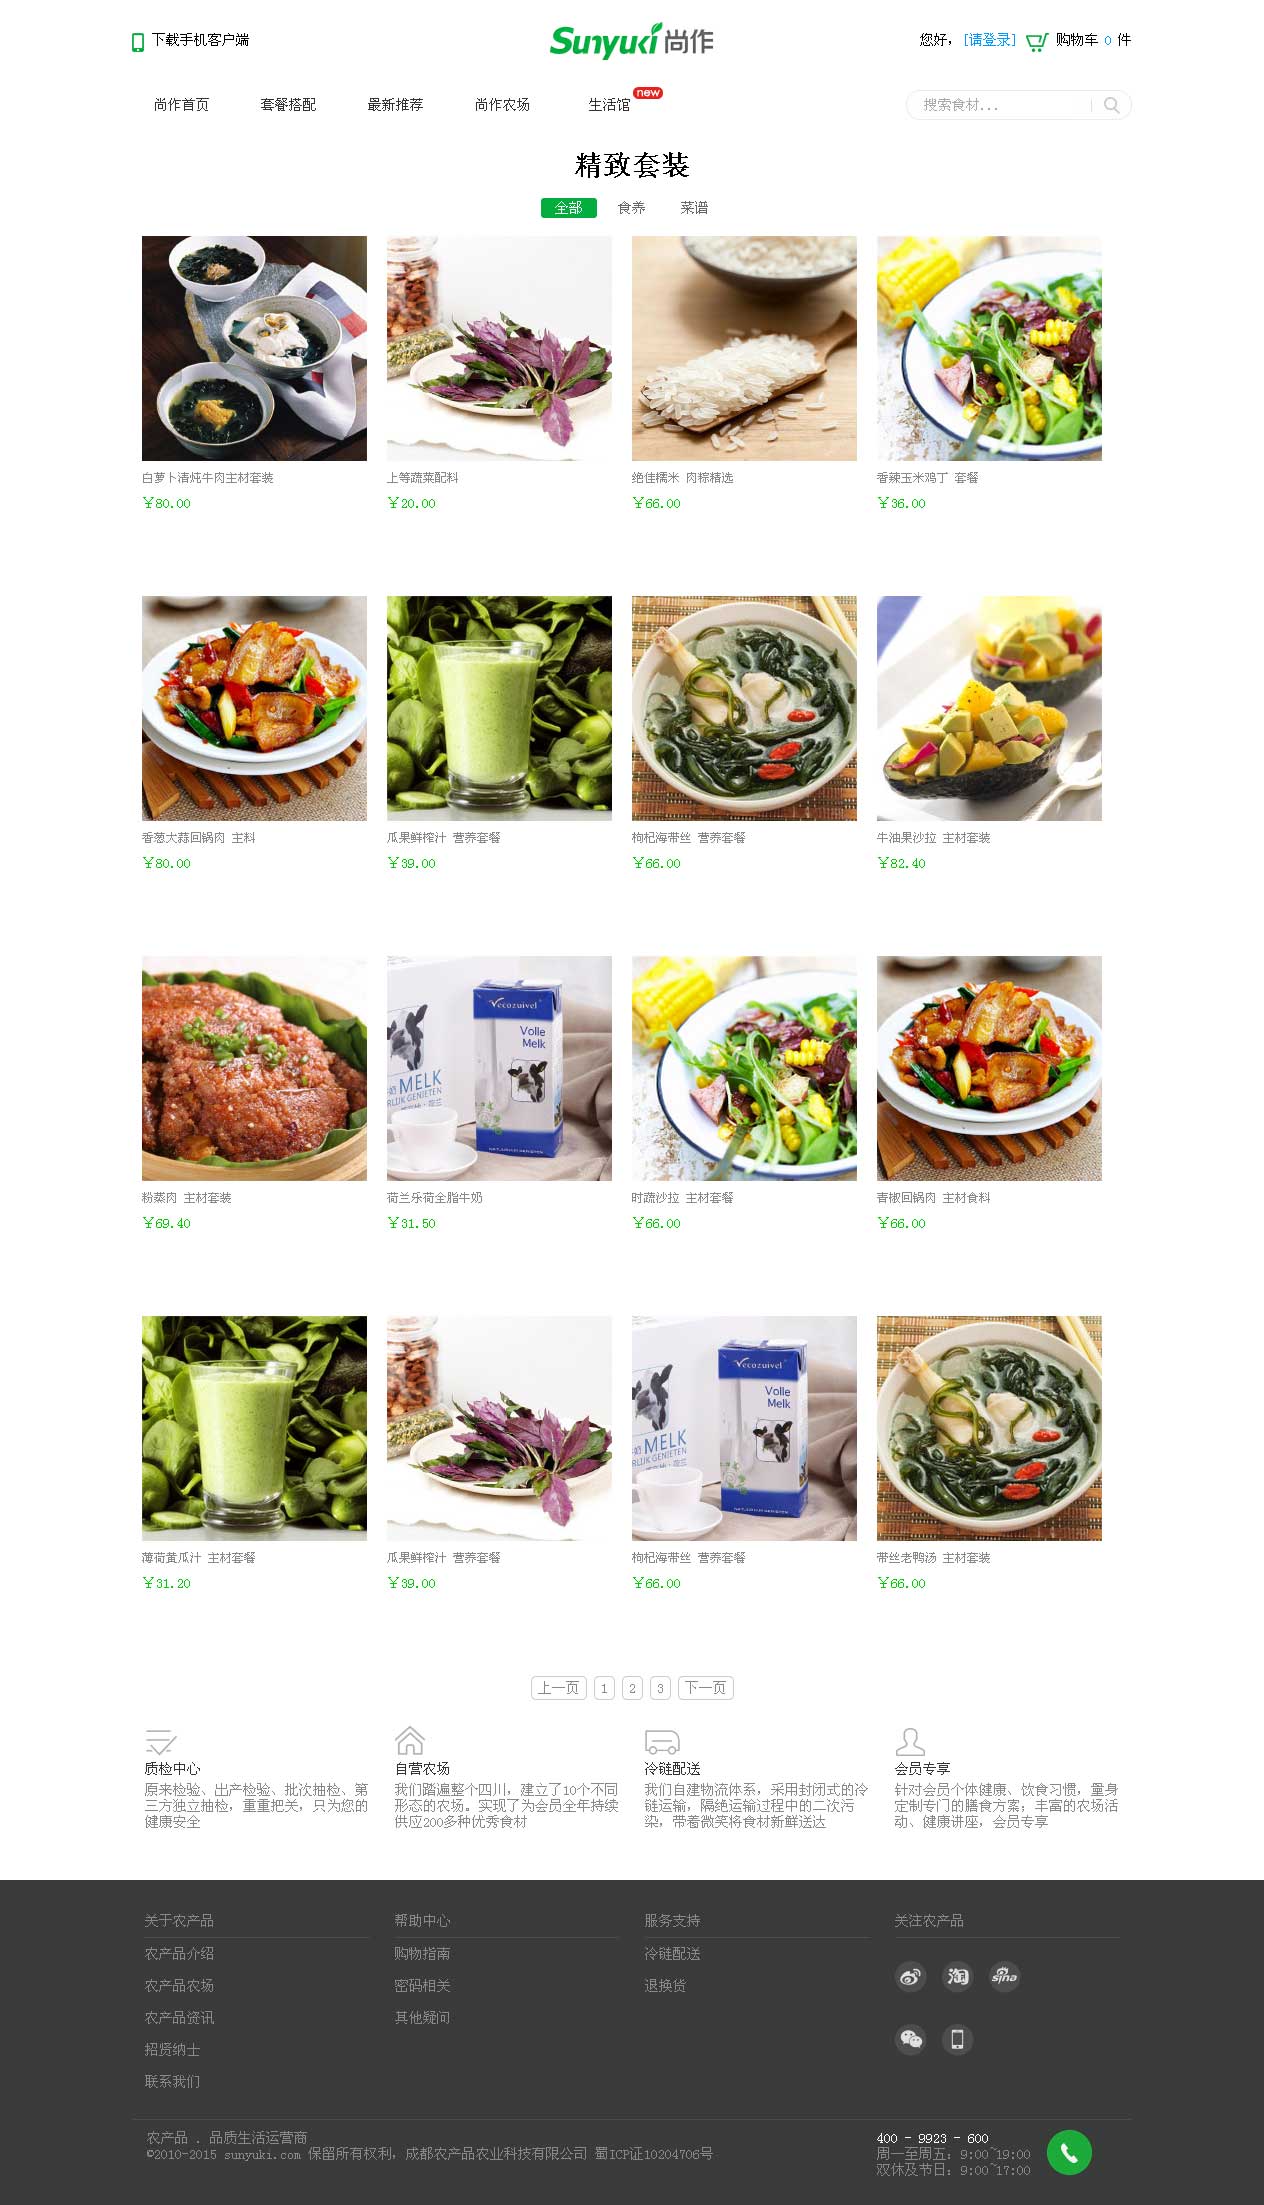 下载手机客户端
Sunyuki 尚作
您好，[请登录] 购物车 0 件
尚作首页 套餐搭配 最新推荐 尚作农场 生活馆 new
搜索食材...
精致套装
全部 食养 菜谱
白萝卜清炖牛肉主材套装 上等蔬菜配料 绝佳糯米 肉粽精选 香辣玉米鸡丁 套餐
￥80.00 ￥20.00 ￥66.00 ￥36.00
香葱大蒜回锅肉 主料 瓜果鲜榨汁 营养套餐 枸杞海带丝 营养套餐 牛油果沙拉 主材套装
￥80.00 ￥39.00 ￥66.00 ￥82.40
Vecozuivel
Volle
Melk
MELK
RLIJK GENIETEN
粉蒸肉 主材套装 荷兰乐荷全脂牛奶 时蔬沙拉 主材套餐 青椒回锅肉 主材食料
￥69.40 ￥31.50 ￥66.00 ￥66.00
Vecozuivel
Volle
Melk
MELK
RLIJK GENIETEN
薄荷黄瓜汁 主材套餐 瓜果鲜榨汁 营养套餐 枸杞海带丝 营养套餐 带丝老鸭汤 主材套装
￥31.20 ￥39.00 ￥66.00 ￥66.00
上一页 1 2 3 下一页
质检中心
原来检验、出产检验、批次抽检、第
三方独立抽检，重重把关，只为您的
健康安全
自营农场
我们踏遍整个四川，建立了10个不同
形态的农场。实现了为会员全年持续
供应200多种优秀食材
冷链配送
我们自建物流体系，采用封闭式的冷
链运输，隔绝运输过程中的二次污
染，带着微笑将食材新鲜送达
会员专享
针对会员个体健康、饮食习惯，量身
定制专门的膳食方案；丰富的农场活
动、健康讲座，会员专享
关于农产品
农产品介绍
农产品农场
农产品资讯
招贤纳士
联系我们
帮助中心
购物指南
密码相关
其他疑问
服务支持
冷链配送
退换货
关注农产品
淘
sina
农产品 . 品质生活运营商
©2010-2015 sunyuki.com 保留所有权利，成都农产品农业科技有限公司 蜀ICP证10204706号
400 - 9923 - 600
周一至周五：9:00~19:00
双休及节日：9:00~17:00